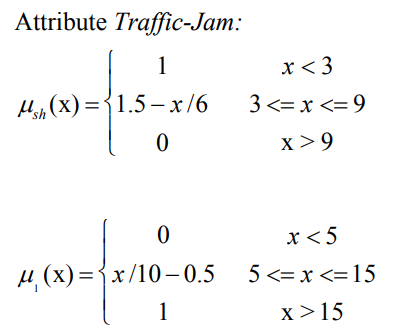 Attribute Traffic-Jam:
1 x < 3
μsh(x) = { 1.5 – x / 6 3 <= x <= 9
0 x > 9
0 x < 5
μ1(x) = { x / 10 – 0.5 5 <= x <= 15
1 x > 15